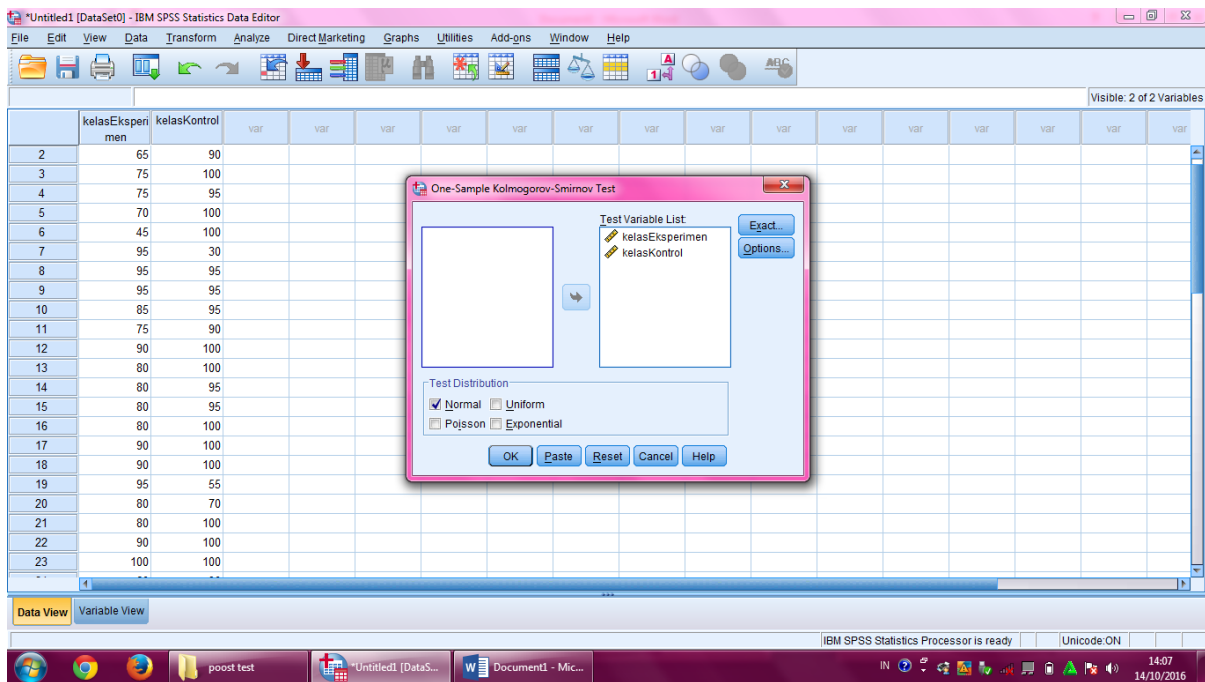 *Untitled1 [DataSet0] - IBM SPSS Statistics Data Editor
File Edit View Data Transform Analyze Direct Marketing Graphs Utilities Add-ons Window Help
Visible: 2 of 2 Variables
kelasEksperi
men kelasKontrol var var var var var var var var var var var var var var var
2 65 90
3 75 100
4 75 95
5 70 100
6 45 100
7 95 30
8 95 95
9 95 95
10 85 95
11 75 90
12 90 100
13 80 100
14 80 95
15 80 95
16 80 100
17 90 100
18 90 100
19 95 55
20 80 70
21 80 100
22 90 100
23 100 100
One-Sample Kolmogorov-Smirnov Test
Test Variable List:
kelasEksperimen
kelasKontrol
Exact...
Options...
Test Distribution
Normal Uniform
Poisson Exponential
OK Paste Reset Cancel Help
Data View Variable View
IBM SPSS Statistics Processor is ready Unicode:ON
poost test *Untitled1 [DataS... Document1 - Mic... IN 14:07
14/10/2016